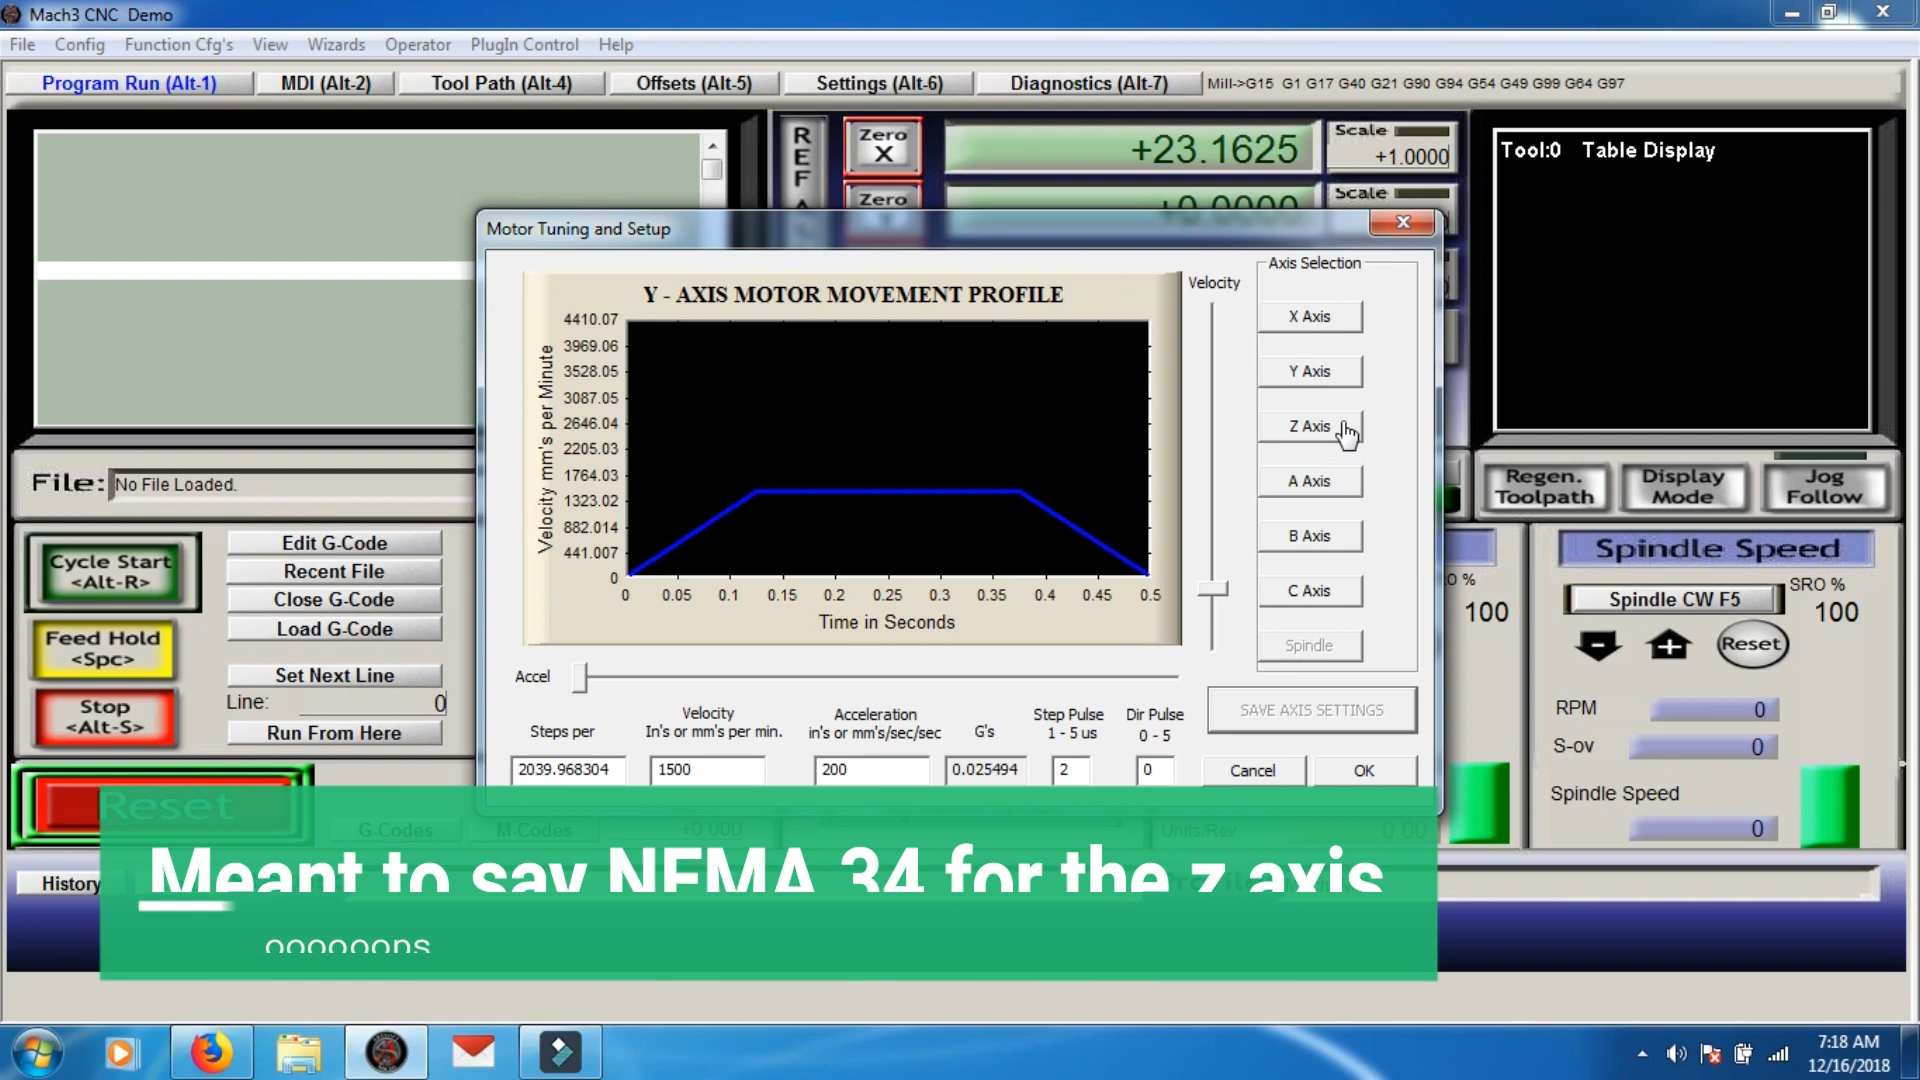 Mach3 CNC Demo
File Config Function Cfg's View Wizards Operator PlugIn Control Help
Program Run (Alt-1) MDI (Alt-2) Tool Path (Alt-4) Offsets (Alt-5) Settings (Alt-6) Diagnostics (Alt-7) Mill->G15 G1 G17 G40 G21 G90 G94 G54 G49 G99 G64 G97
REF
Zero X
+23.1625
Scale
+1.0000
Zero
+0.0000
Scale
Tool:0 Table Display
Motor Tuning and Setup
Y - AXIS MOTOR MOVEMENT PROFILE
Velocity mm's per Minute
4410.07
3969.06
3528.05
3087.05
2646.04
2205.03
1764.03
1323.02
882.014
441.007
0
0 0.05 0.1 0.15 0.2 0.25 0.3 0.35 0.4 0.45 0.5
Time in Seconds
Velocity
Axis Selection
X Axis
Y Axis
Z Axis
A Axis
B Axis
C Axis
Spindle
Accel
SAVE AXIS SETTINGS
Steps per
Velocity
In's or mm's per min.
Acceleration
in's or mm's/sec/sec
G's
Step Pulse
1 - 5 us
Dir Pulse
0 - 5
2039.968304 1500 200 0.025494 2 0
Cancel OK
File: No File Loaded.
Regen. Toolpath
Display Mode
Jog Follow
Cycle Start
<Alt-R>
Feed Hold
<Spc>
Stop
<Alt-S>
Edit G-Code
Recent File
Close G-Code
Load G-Code
Set Next Line
Line: 0
Run From Here
Reset
G-Codes M-Codes +0.000 Units/Rev 0.00
%
100
Spindle Speed
Spindle CW F5
SRO %
100
Reset
RPM 0
S-ov 0
Spindle Speed
0
History
Meant to say NEMA 34 for the z axis
ooooooops
7:18 AM
12/16/2018